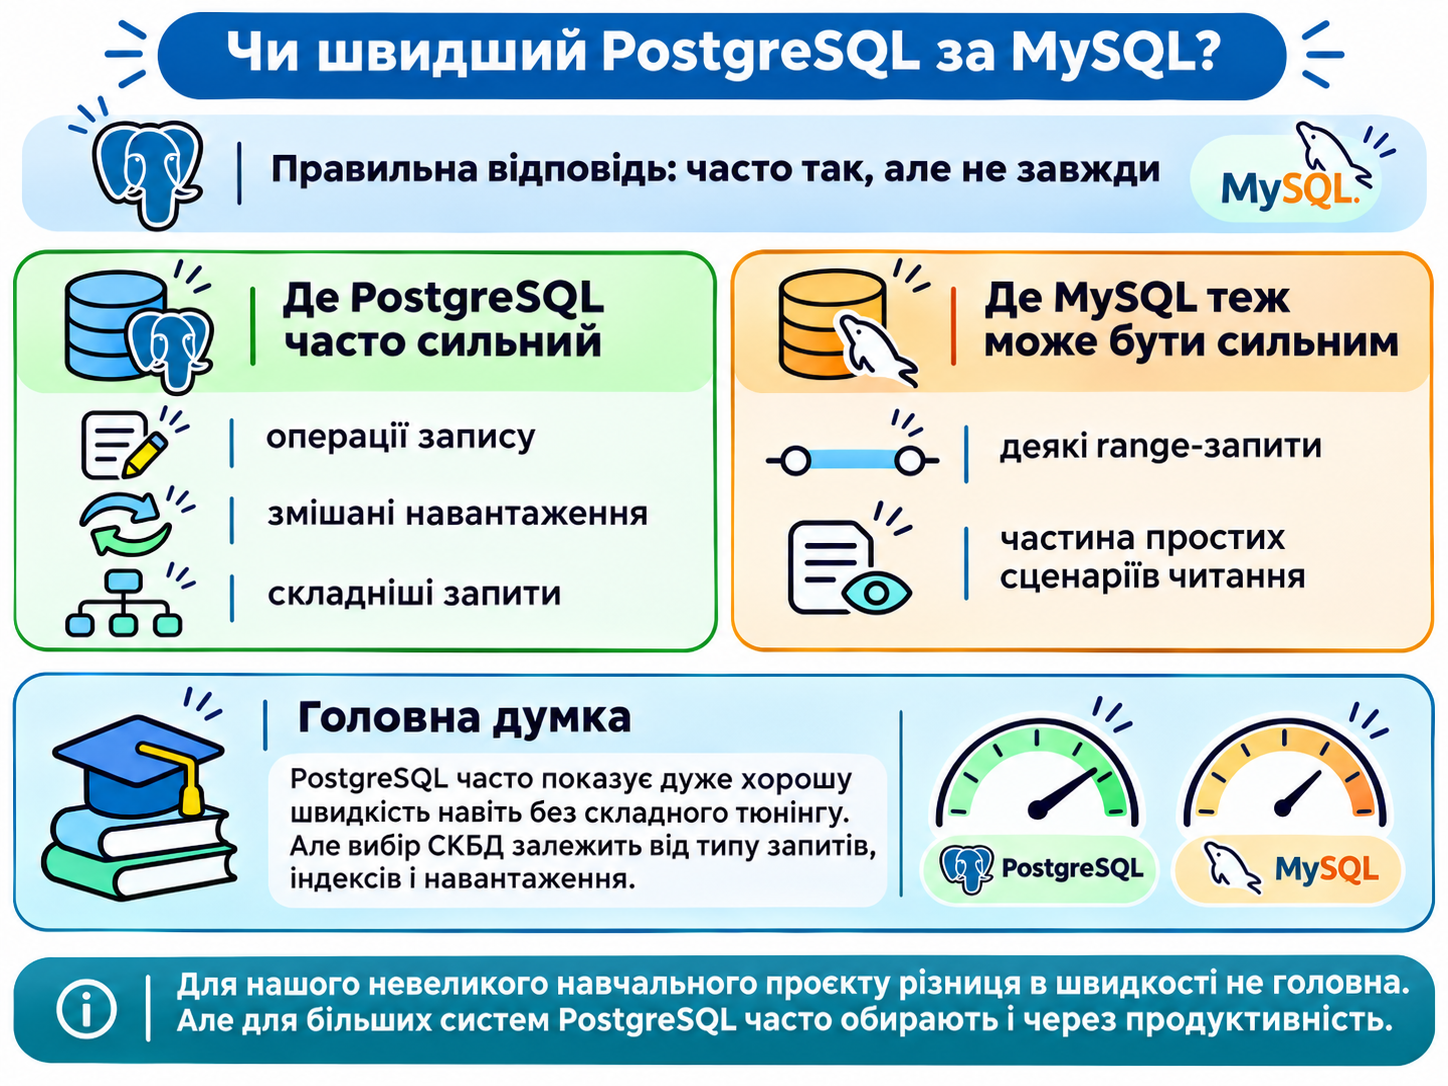 Чи швидший PostgreSQL за MySQL?
Правильна відповідь: часто так, але не завжди
MySQL.
Де PostgreSQL
часто сильний
операції запису
змішані навантаження
складніші запити
Де MySQL теж
може бути сильним
деякі range-запити
частина простих
сценаріїв читання
Головна думка
PostgreSQL часто показує дуже хорошу
швидкість навіть без складного тюнінгу.
Але вибір СКБД залежить від типу запитів,
індексів і навантаження.
PostgreSQL
MySQL
Для нашого невеликого навчального проєкту різниця в швидкості не головна.
Але для більших систем PostgreSQL часто обирають і через продуктивність.